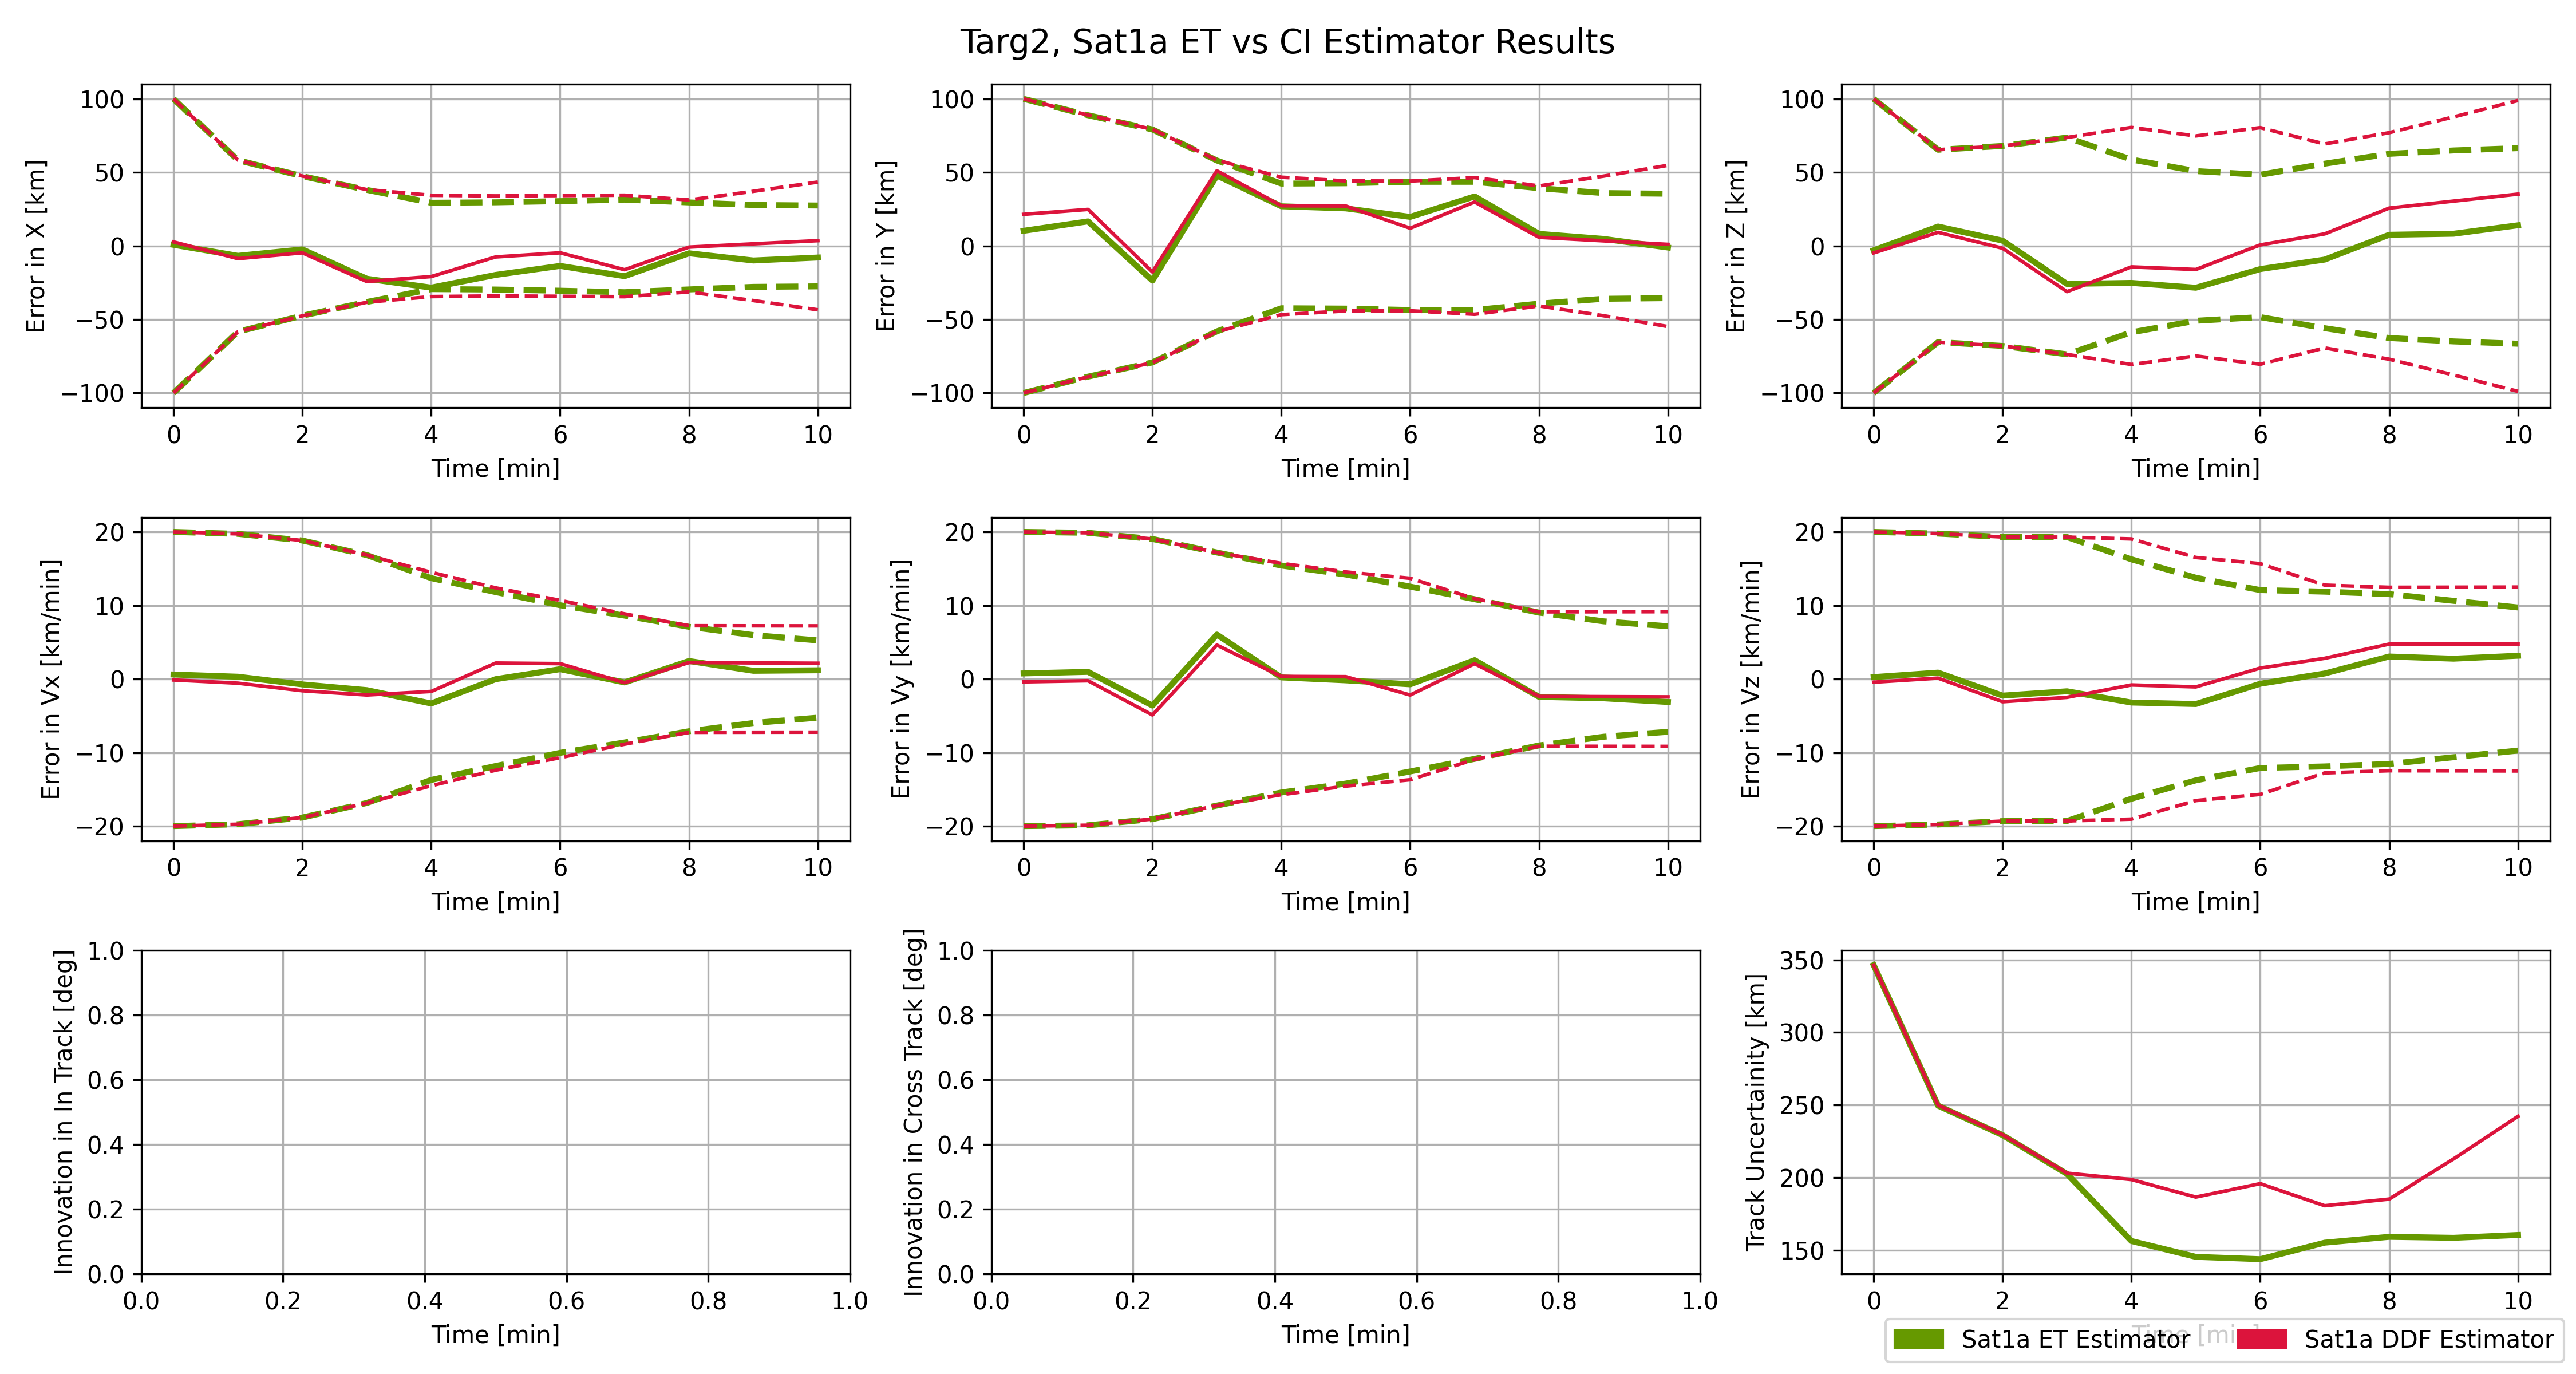 Targ2, Sat1a ET vs CI Estimator Results
Error in X [km]
100
50
0
−50
−100
0 2 4 6 8 10
Time [min]
Error in Y [km]
100
50
0
−50
−100
0 2 4 6 8 10
Time [min]
Error in Z [km]
100
50
0
−50
−100
0 2 4 6 8 10
Time [min]
Error in Vx [km/min]
20
10
0
−10
−20
0 2 4 6 8 10
Time [min]
Error in Vy [km/min]
20
10
0
−10
−20
0 2 4 6 8 10
Time [min]
Error in Vz [km/min]
20
10
0
−10
−20
0 2 4 6 8 10
Time [min]
Innovation in In Track [deg]
1.0
0.8
0.6
0.4
0.2
0.0
0.0 0.2 0.4 0.6 0.8 1.0
Time [min]
Innovation in Cross Track [deg]
1.0
0.8
0.6
0.4
0.2
0.0
0.0 0.2 0.4 0.6 0.8 1.0
Time [min]
Track Uncertainity [km]
350
300
250
200
150
0 2 4 6 8 10
Time [min]
Sat1a ET Estimator
Sat1a DDF Estimator